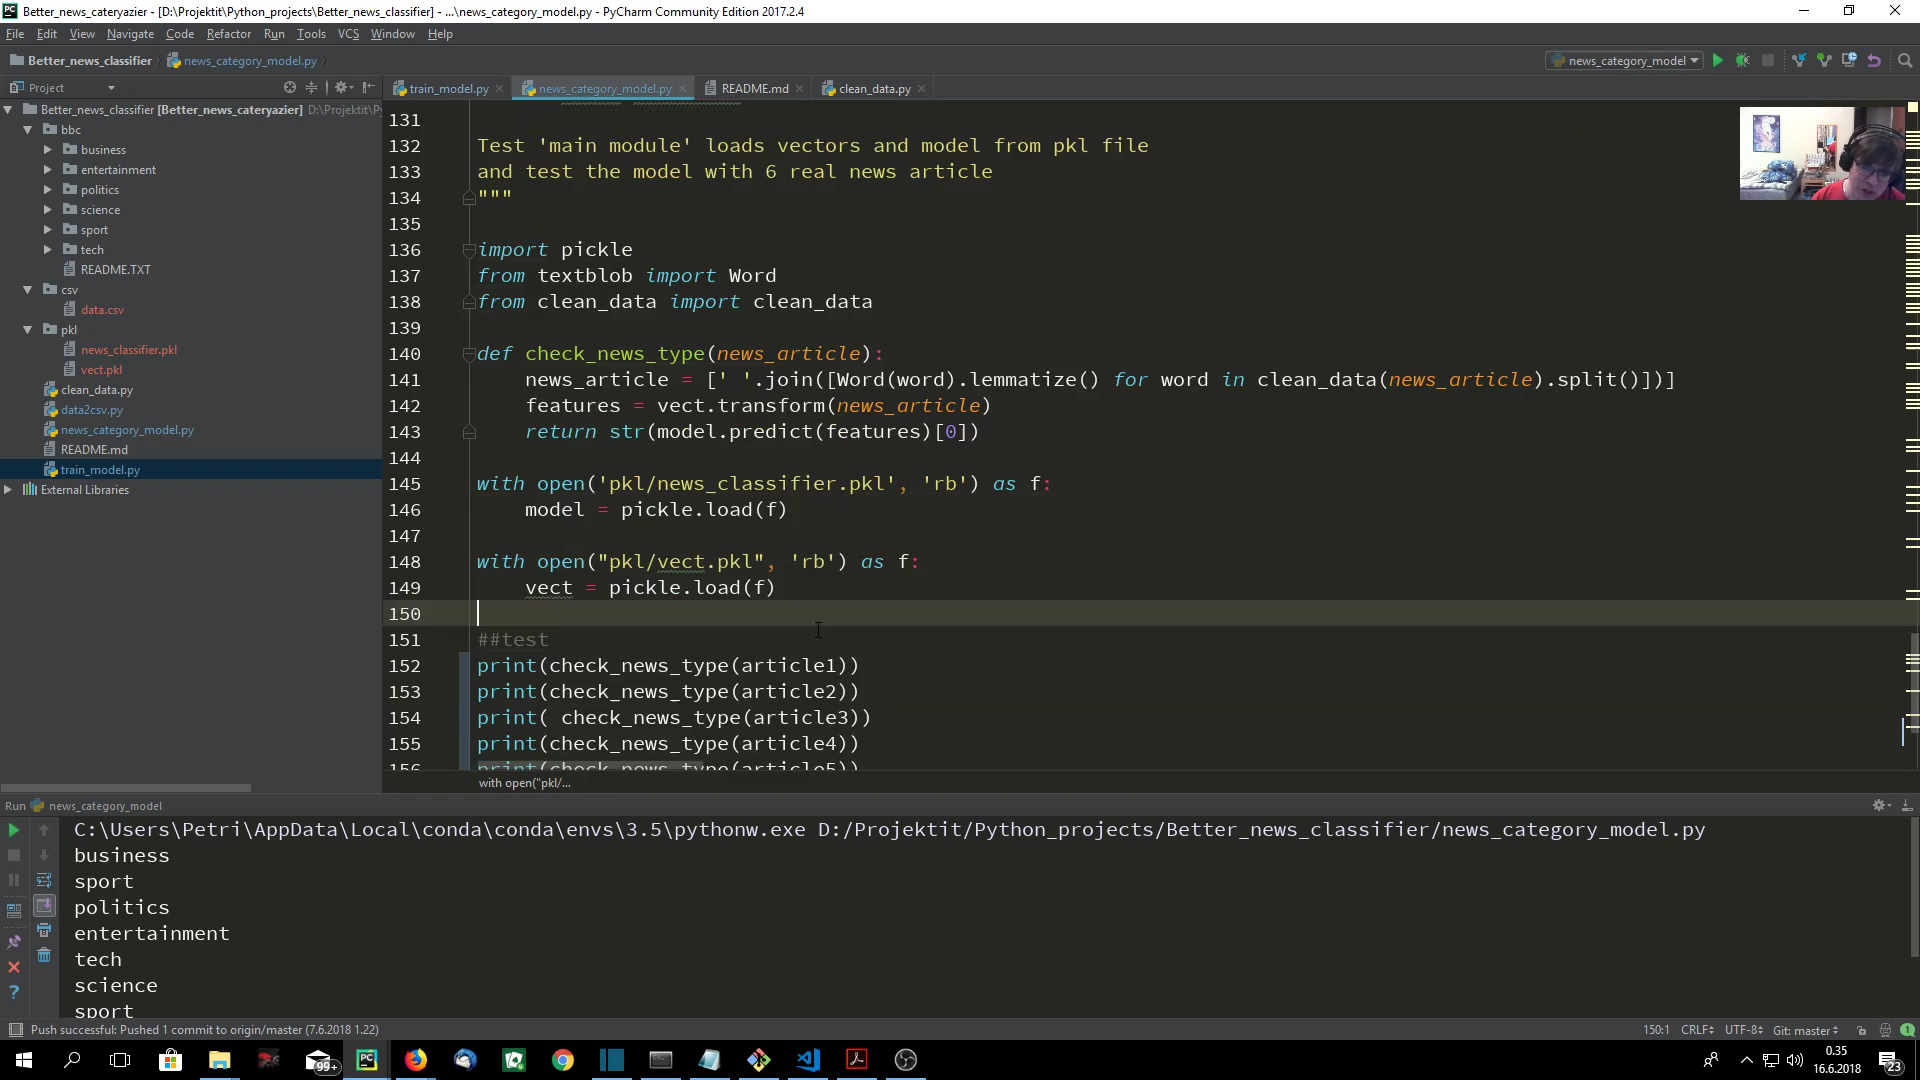 Better_news_cateryazier - [D:\Projektit\Python_projects\Better_news_classifier] - ...\news_category_model.py - PyCharm Community Edition 2017.2.4
File Edit View Navigate Code Refactor Run Tools VCS Window Help
Better_news_classifier news_category_model.py
news_category_model
Project
train_model.py news_category_model.py README.md clean_data.py
Better_news_classifier [Better_news_cateryazier] D:\Projektit\P
bbc
business
entertainment
politics
science
sport
tech
README.TXT
csv
data.csv
pkl
news_classifier.pkl
vect.pkl
clean_data.py
data2csv.py
news_category_model.py
README.md
train_model.py
External Libraries
131
132 Test 'main module' loads vectors and model from pkl file
133 and test the model with 6 real news article
134 """
135
136 import pickle
137 from textblob import Word
138 from clean_data import clean_data
139
140 def check_news_type(news_article):
141 news_article = [' '.join([Word(word).lemmatize() for word in clean_data(news_article).split()])]
142 features = vect.transform(news_article)
143 return str(model.predict(features)[0])
144
145 with open('pkl/news_classifier.pkl', 'rb') as f:
146 model = pickle.load(f)
147
148 with open("pkl/vect.pkl", 'rb') as f:
149 vect = pickle.load(f)
150
151 ##test
152 print(check_news_type(article1))
153 print(check_news_type(article2))
154 print( check_news_type(article3))
155 print(check_news_type(article4))
156 print(check_news_type(article5))
with open("pkl/...
Run news_category_model
C:\Users\Petri\AppData\Local\conda\conda\envs\3.5\pythonw.exe D:/Projektit/Python_projects/Better_news_classifier/news_category_model.py
business
sport
politics
entertainment
tech
science
sport
Push successful: Pushed 1 commit to origin/master (7.6.2018 1.22)
150:1 CRLF UTF-8 Git: master 1
99+
PC
0.35
16.6.2018
23